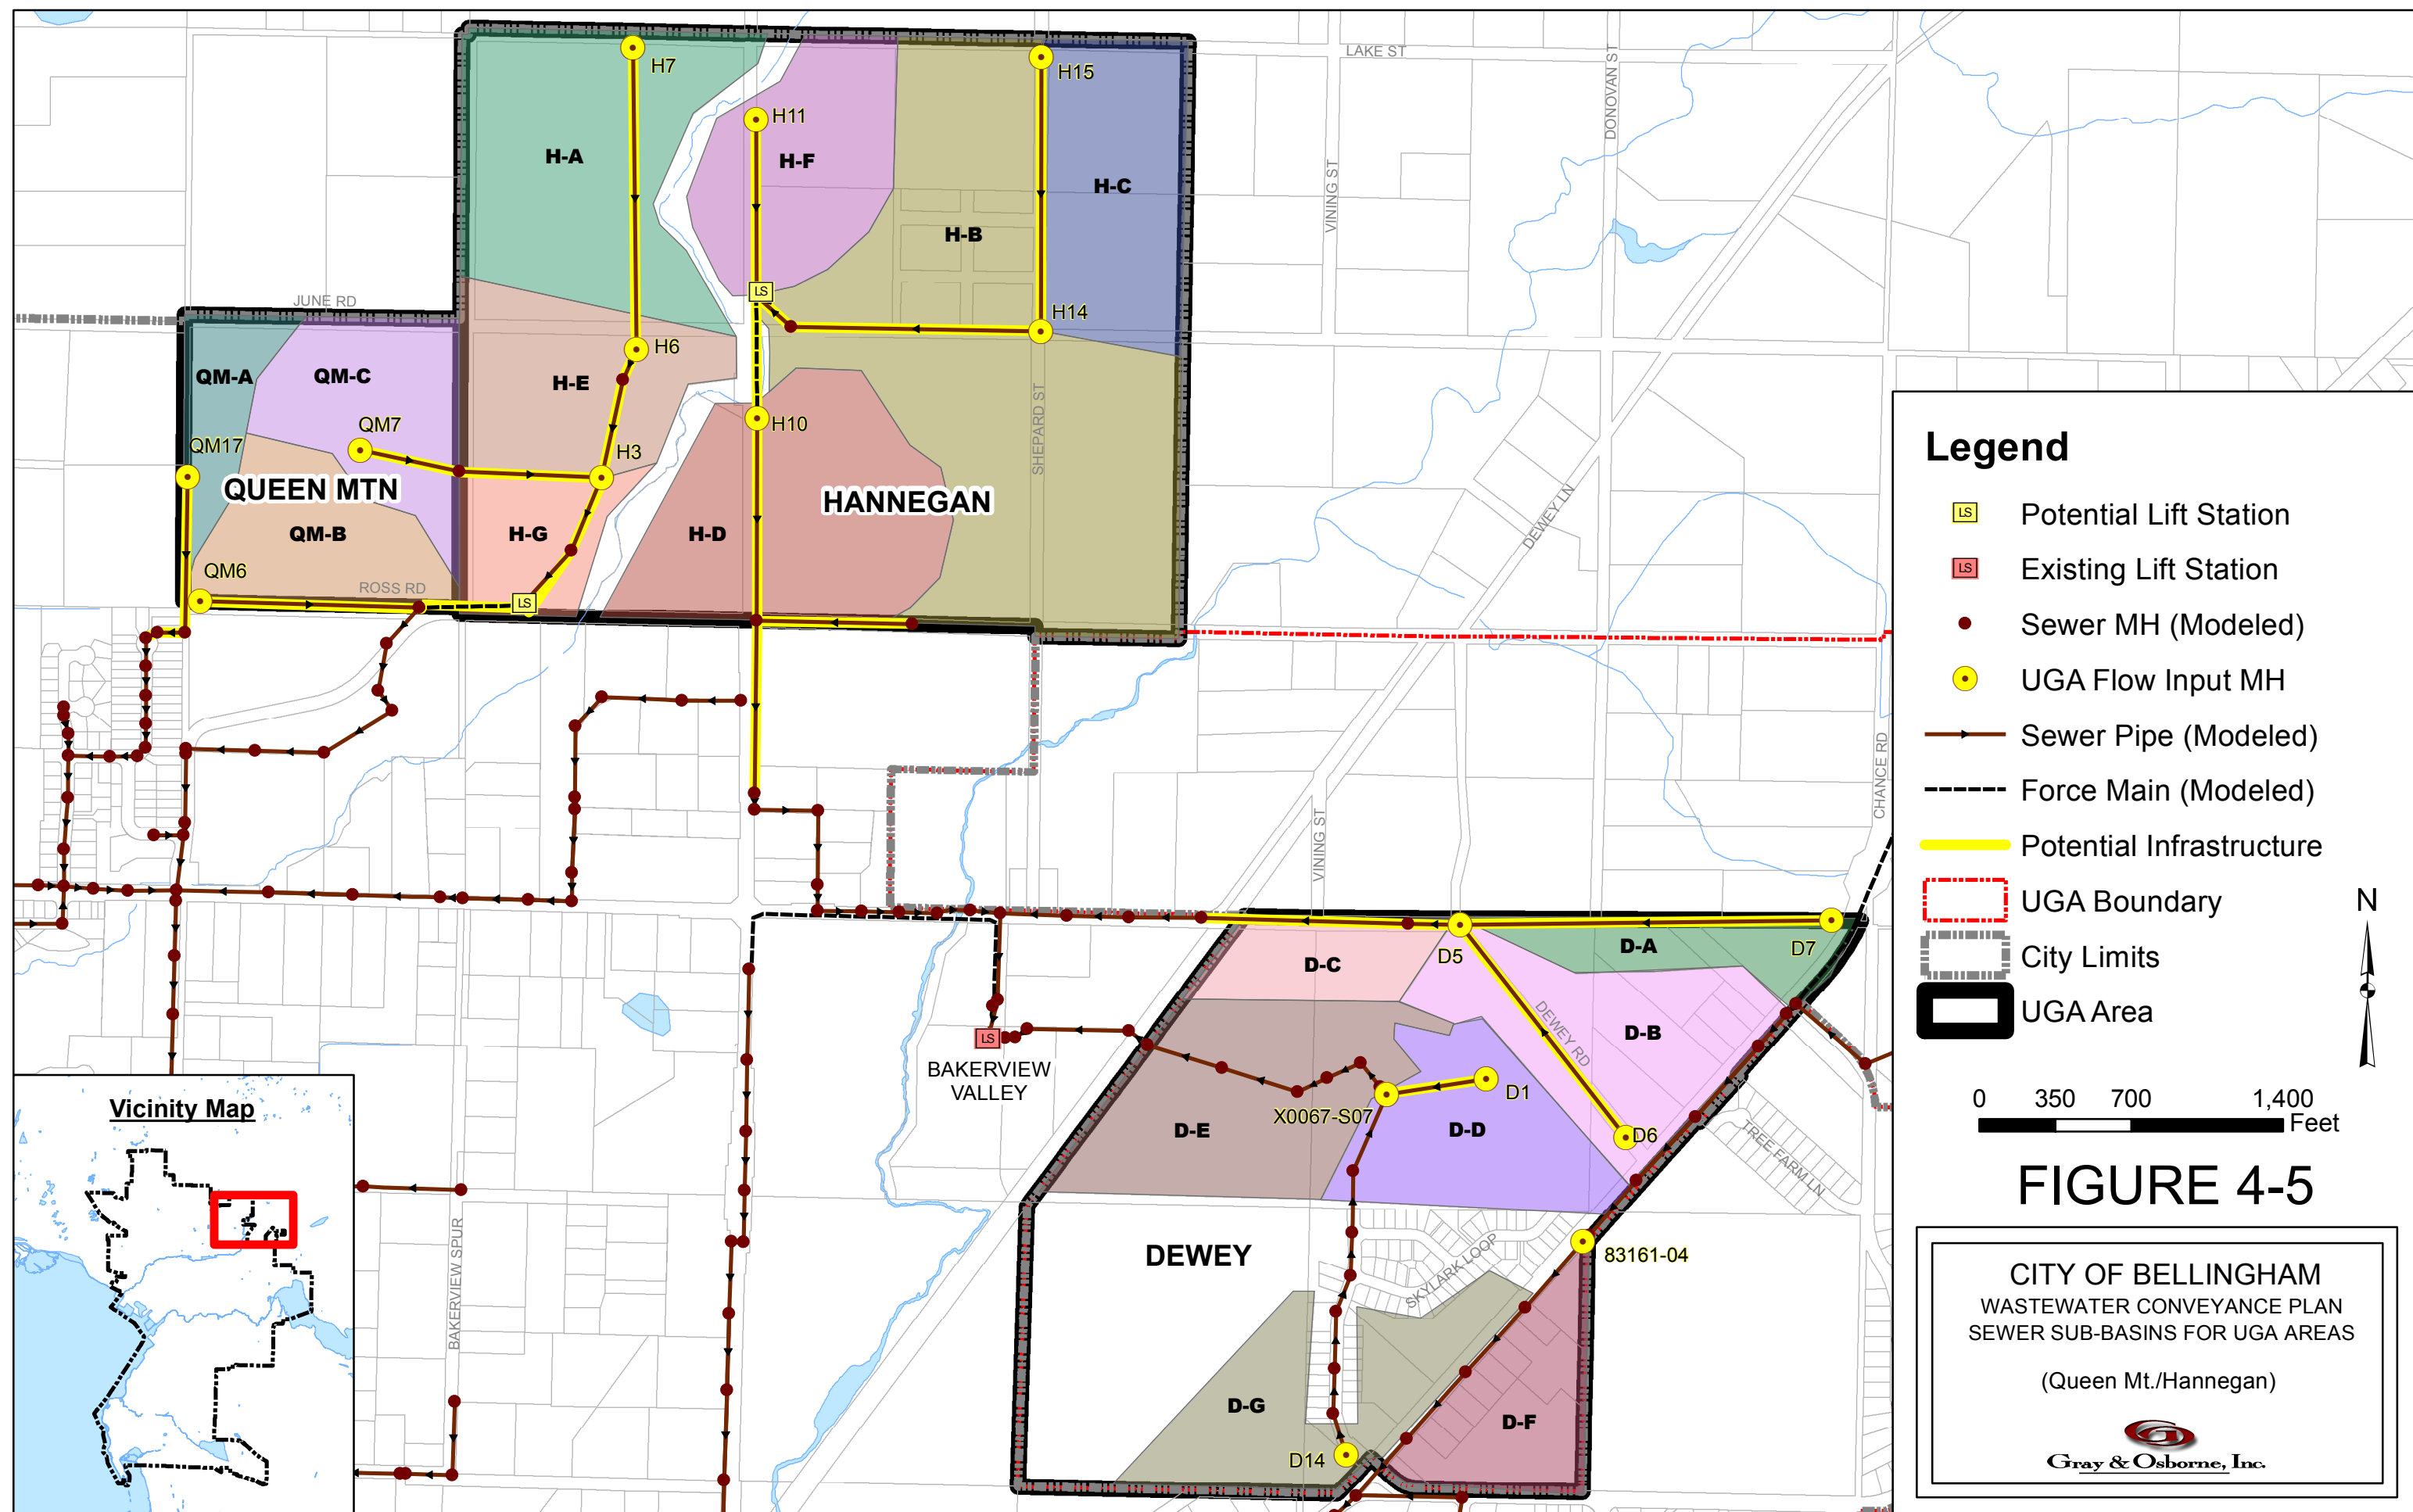 LAKE ST
DONOVAN ST
VINING ST
H7
H15
H11
H-A
H-F
H-C
H-B
LS
H14
JUNE RD
H6
QM-A
QM-C
H-E
H10
SHEPARD ST
QM7
QM17
H3
QUEEN MTN
HANNEGAN
QM-B
H-G
H-D
DEWEY LN
QM6
ROSS RD
LS
CHANCE RD
VINING ST
D-A
D7
D5
D-C
DEWEY RD
D-B
LS
BAKERVIEW
VALLEY
D1
X0067-S07
D-E
D-D
D6
TREE FARM LN
DEWEY
83161-04
SKYLARK LOOP
BAKERVIEW SPUR
D-G
D-F
D14
Vicinity Map
Legend
LS Potential Lift Station
LS Existing Lift Station
Sewer MH (Modeled)
UGA Flow Input MH
Sewer Pipe (Modeled)
Force Main (Modeled)
Potential Infrastructure
UGA Boundary
City Limits
UGA Area
N
0 350 700 1,400
Feet
FIGURE 4-5
CITY OF BELLINGHAM
WASTEWATER CONVEYANCE PLAN
SEWER SUB-BASINS FOR UGA AREAS
(Queen Mt./Hannegan)
Gray & Osborne, Inc.